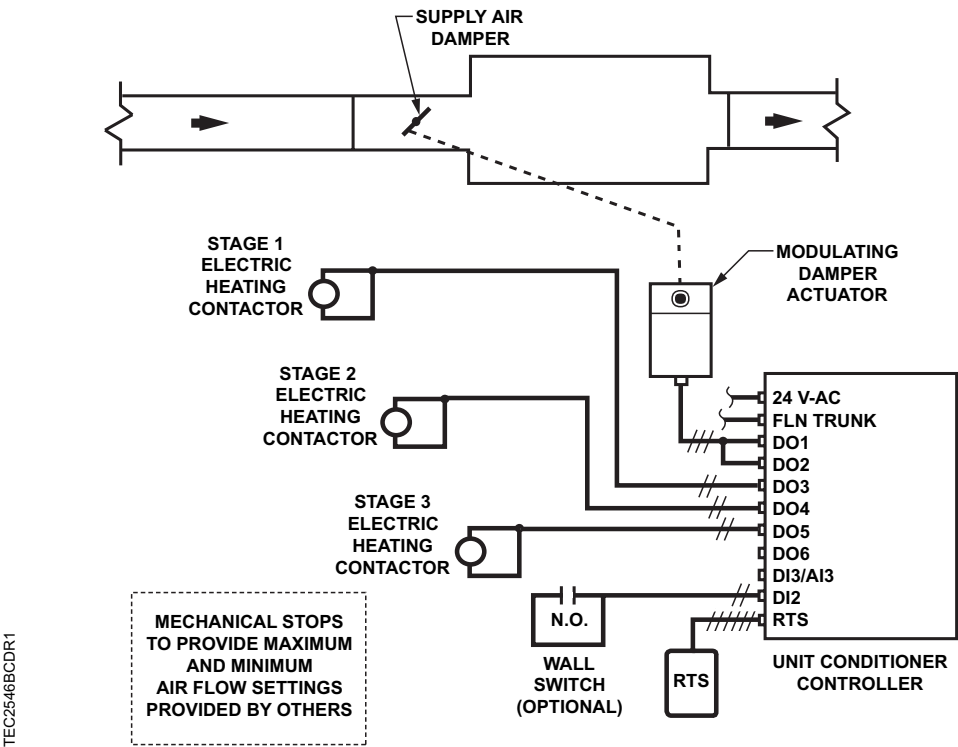 SUPPLY AIR
DAMPER
STAGE 1
ELECTRIC
HEATING
CONTACTOR
MODULATING
DAMPER
ACTUATOR
STAGE 2
ELECTRIC
HEATING
CONTACTOR
24 V-AC
FLN TRUNK
DO1
DO2
DO3
DO4
DO5
DO6
DI3/AI3
DI2
RTS
STAGE 3
ELECTRIC
HEATING
CONTACTOR
N.O.
WALL
SWITCH
(OPTIONAL)
RTS
UNIT CONDITIONER
CONTROLLER
MECHANICAL STOPS
TO PROVIDE MAXIMUM
AND MINIMUM
AIR FLOW SETTINGS
PROVIDED BY OTHERS
TEC2546BCDR1